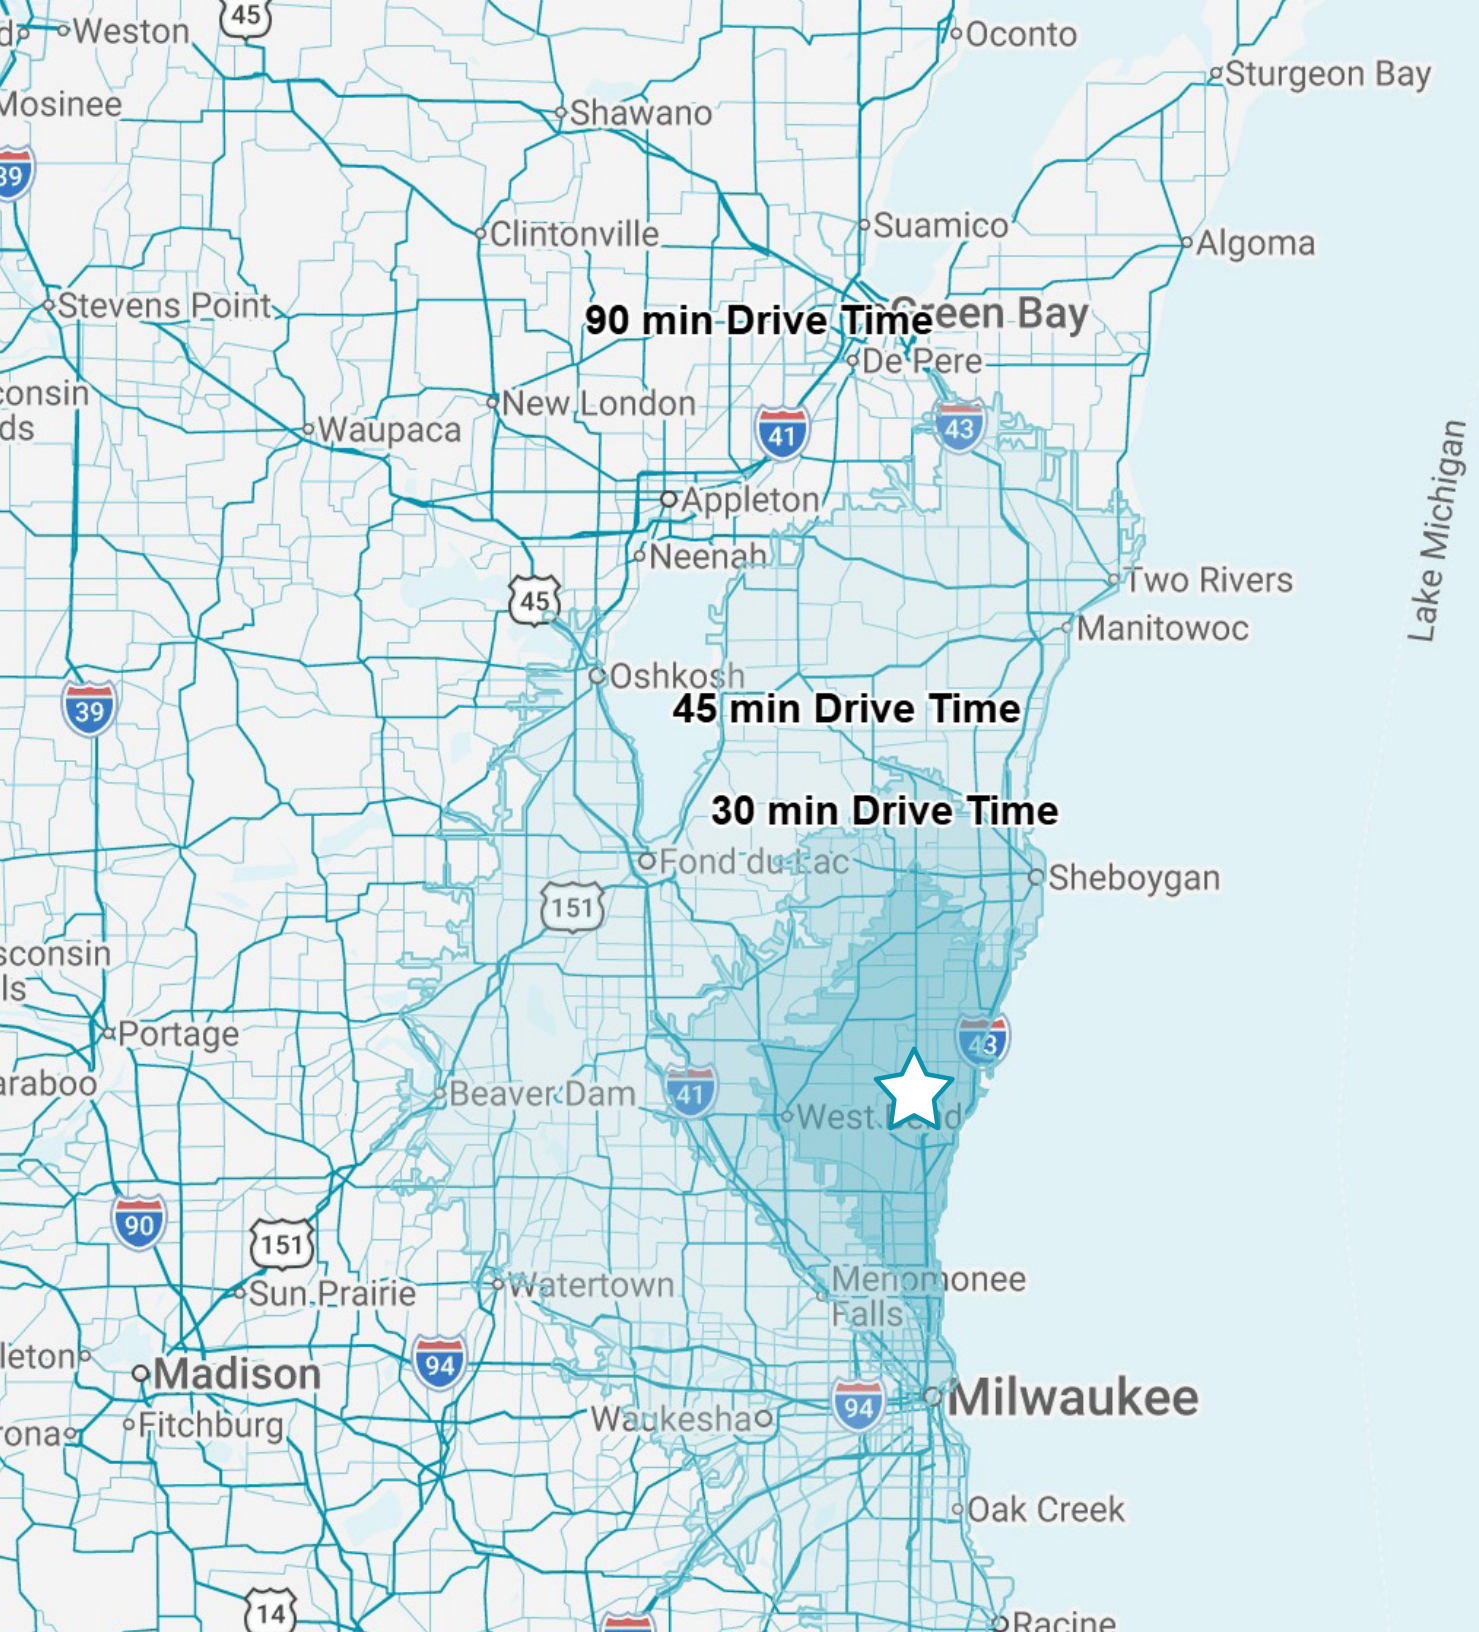 45
Oconto
Weston
Sturgeon Bay
Mosinee
Shawano
39
Suamico
Clintonville
Algoma
Stevens Point
Green Bay
90 min Drive Time
De Pere
consin
ds
New London
Waupaca
41
43
Appleton
Lake Michigan
Neenah
Two Rivers
45
Manitowoc
Oshkosh
39
45 min Drive Time
30 min Drive Time
Fond du Lac
Sheboygan
151
sconsin
ls
Portage
43
araboo
Beaver Dam
41
West Bend
90
151
Menomonee
Falls
Watertown
Sun Prairie
leton
94
Madison
Milwaukee
94
Waukesha
Fitchburg
rona
Oak Creek
14
Racine